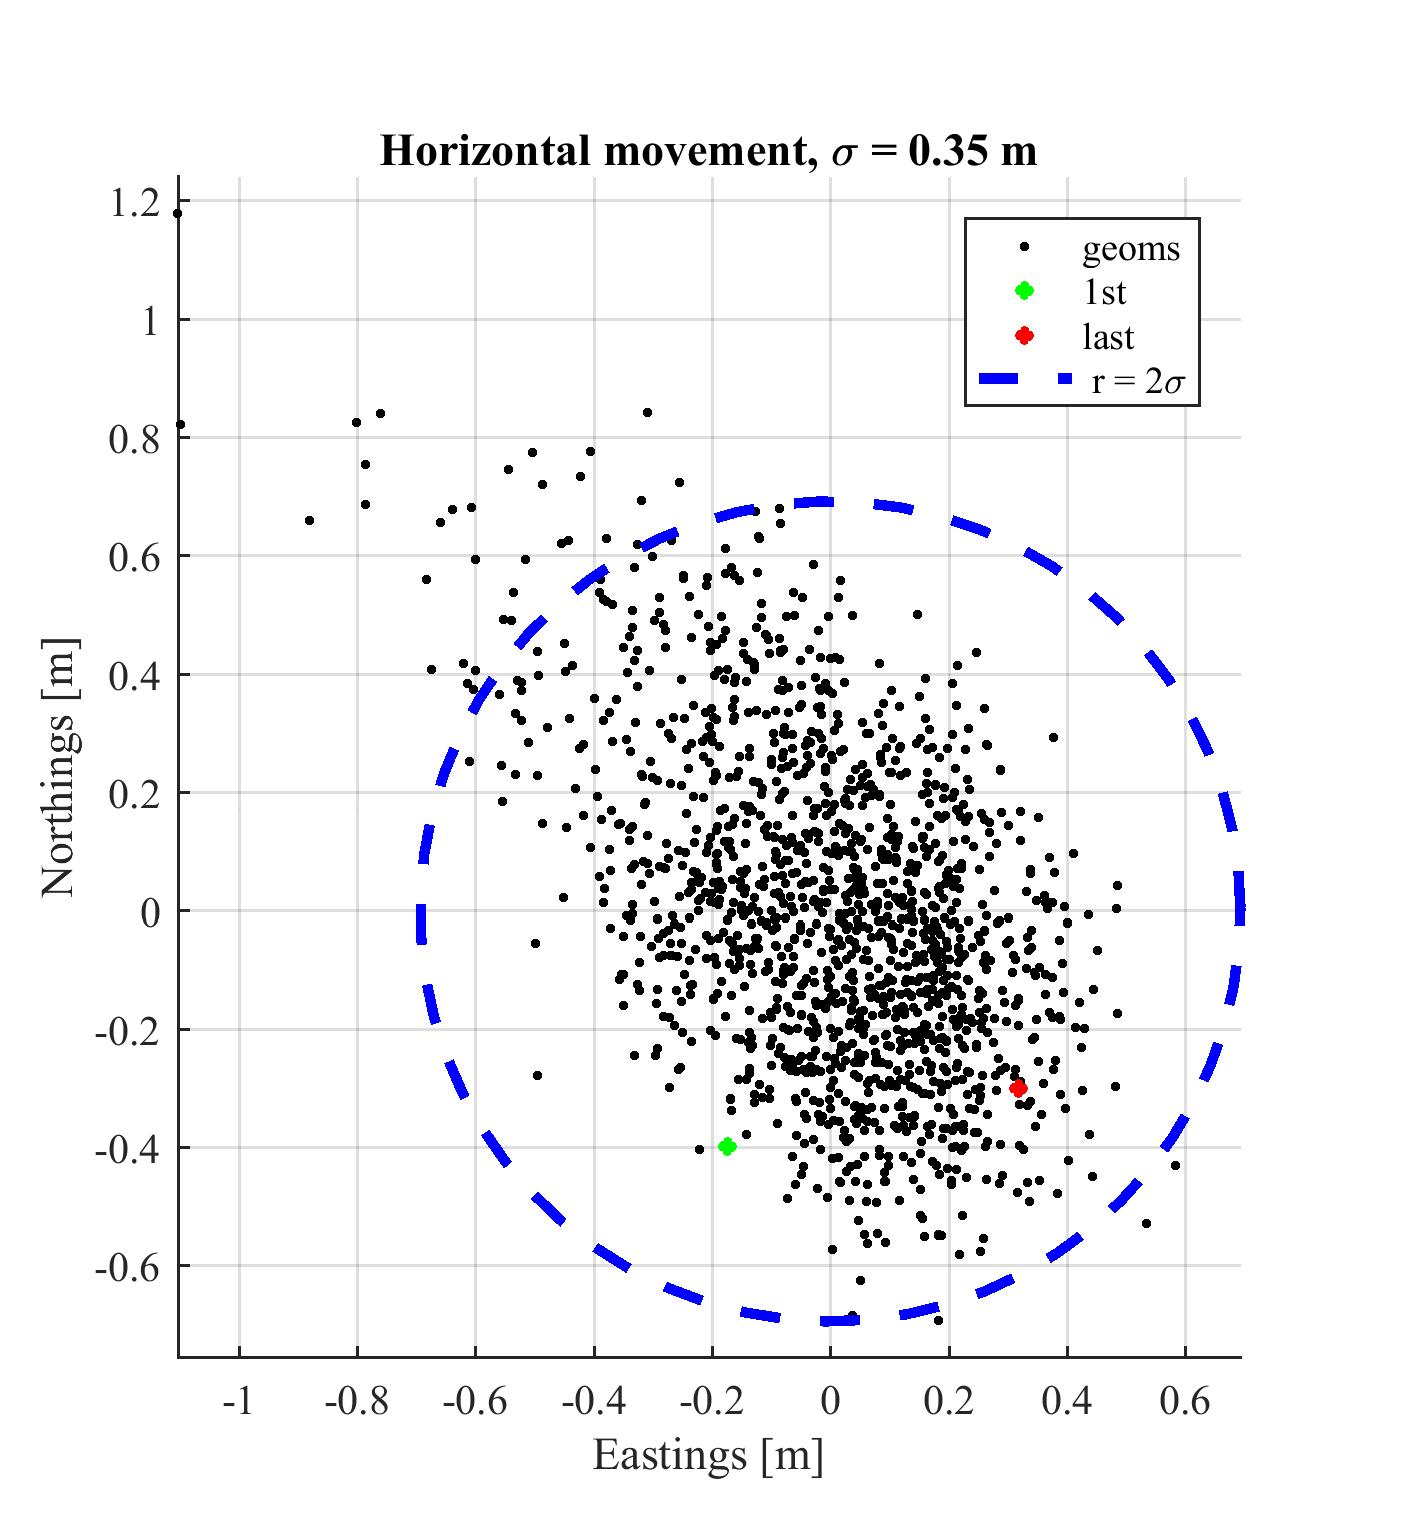 Horizontal movement, σ = 0.35 m
1.2
1
0.8
0.6
0.4
0.2
0
-0.2
-0.4
-0.6
Northings [m]
geoms
1st
last
r = 2σ
-1 -0.8 -0.6 -0.4 -0.2 0 0.2 0.4 0.6
Eastings [m]